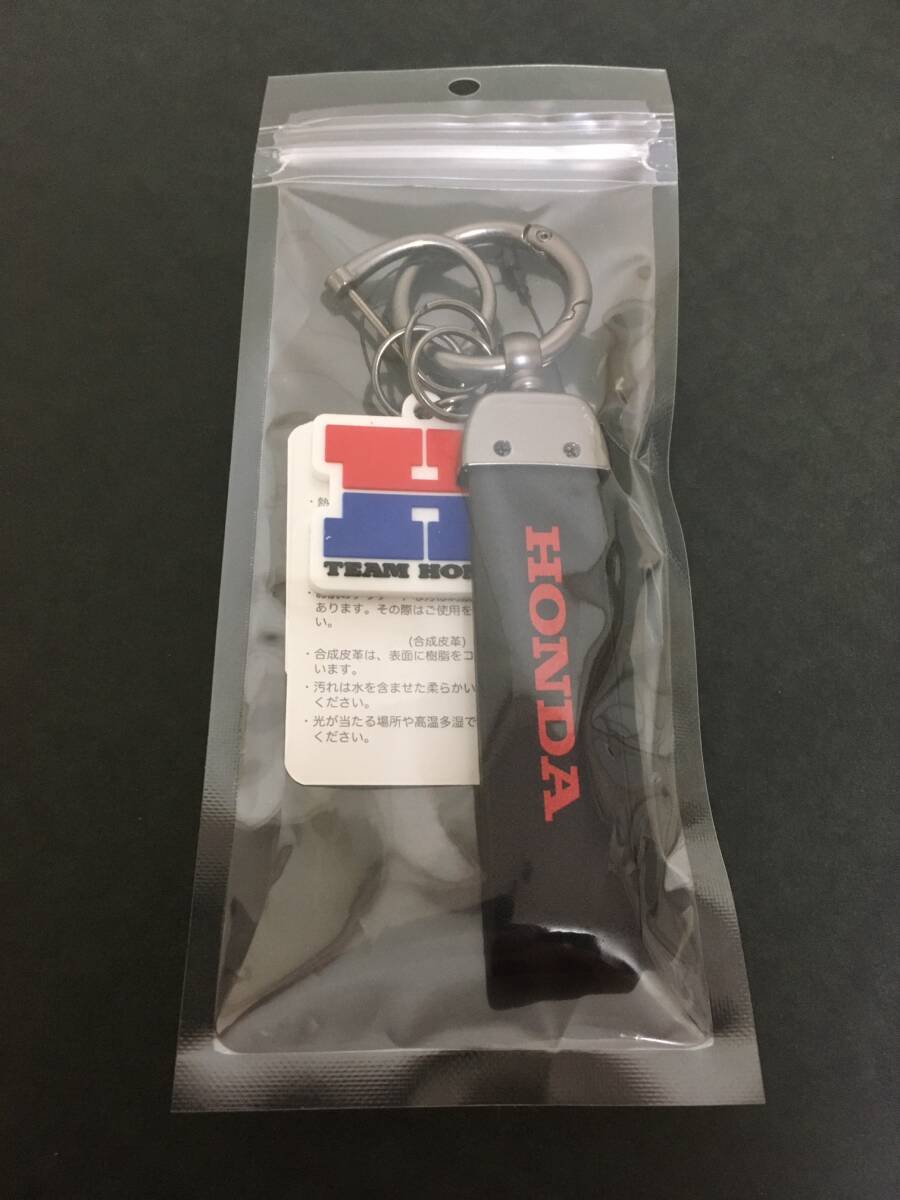 ・熱
TEAM HON
HONDA
あります。その際はご使用を
い。
(合成皮革)
・合成皮革は、表面に樹脂をコ
います。
・汚れは水を含ませた柔らかい
ください。
・光が当たる場所や高温多湿で
ください。